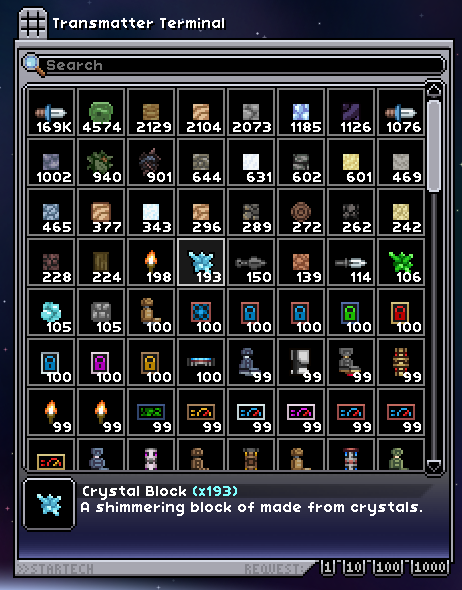 Transmatter Terminal
Search
169K 4574 2129 2104 2073 1185 1126 1076
1002 940 901 644 631 602 601 469
465 377 343 296 289 272 262 242
228 224 198 193 150 139 114 106
105 105 100 100 100 100 100 100
100 100 100 100 99 99 99 99
99 99 99 99 99 99 99 99
Crystal Block (x193)
A shimmering block of made from crystals.
>>STARTECH REQUEST: 1 10 100 1000